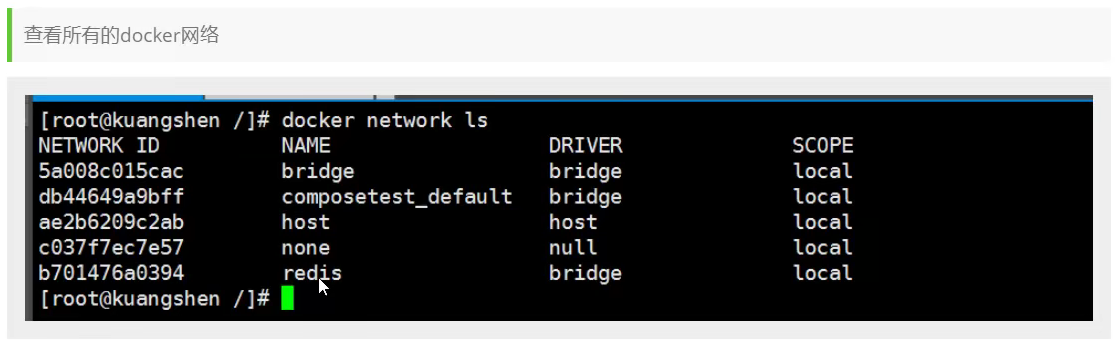 查看所有的docker网络
[root@kuangshen /]# docker network ls
NETWORK ID NAME DRIVER SCOPE
5a008c015cac bridge bridge local
db44649a9bff composetest_default bridge local
ae2b6209c2ab host host local
c037f7ec7e57 none null local
b701476a0394 redis bridge local
[root@kuangshen /]#